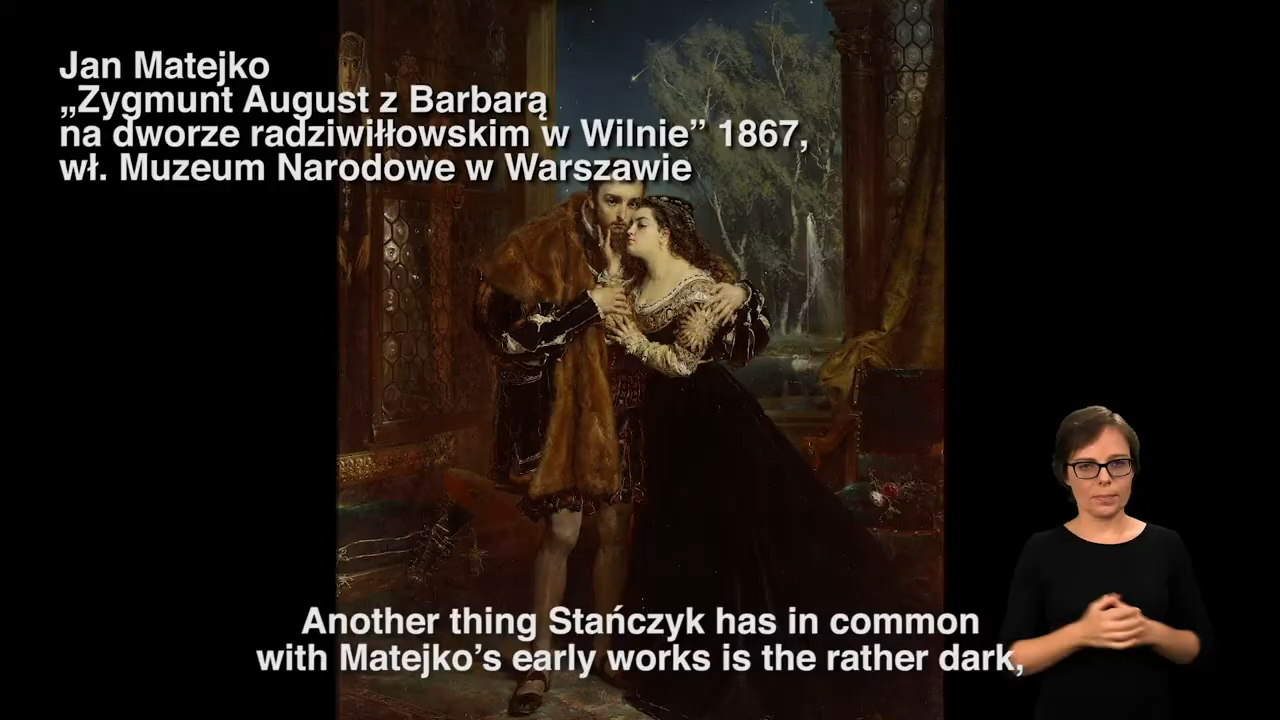 Jan Matejko
„Zygmunt August z Barbarą
na dworze radziwiłłowskim w Wilnie” 1867,
wł. Muzeum Narodowe w Warszawie
Another thing Stańczyk has in common
with Matejko’s early works is the rather dark,